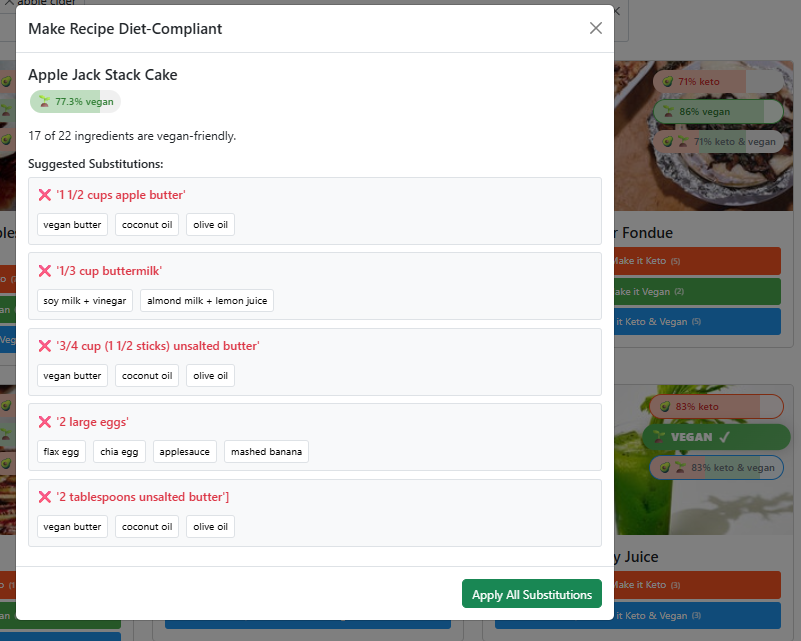 apple cider
Make Recipe Diet-Compliant
Apple Jack Stack Cake
77.3% vegan
17 of 22 ingredients are vegan-friendly.
Suggested Substitutions:
'1 1/2 cups apple butter'
vegan butter
coconut oil
olive oil
'1/3 cup buttermilk'
soy milk + vinegar
almond milk + lemon juice
'3/4 cup (1 1/2 sticks) unsalted butter'
vegan butter
coconut oil
olive oil
'2 large eggs'
flax egg
chia egg
applesauce
mashed banana
'2 tablespoons unsalted butter']
vegan butter
coconut oil
olive oil
Apply All Substitutions
71% keto
86% vegan
71% keto & vegan
r Fondue
Make it Keto (5)
ake it Vegan (2)
it Keto & Vegan (5)
83% keto
VEGAN ✓
83% keto & vegan
y Juice
Make it Keto (3)
it Keto & Vegan (3)